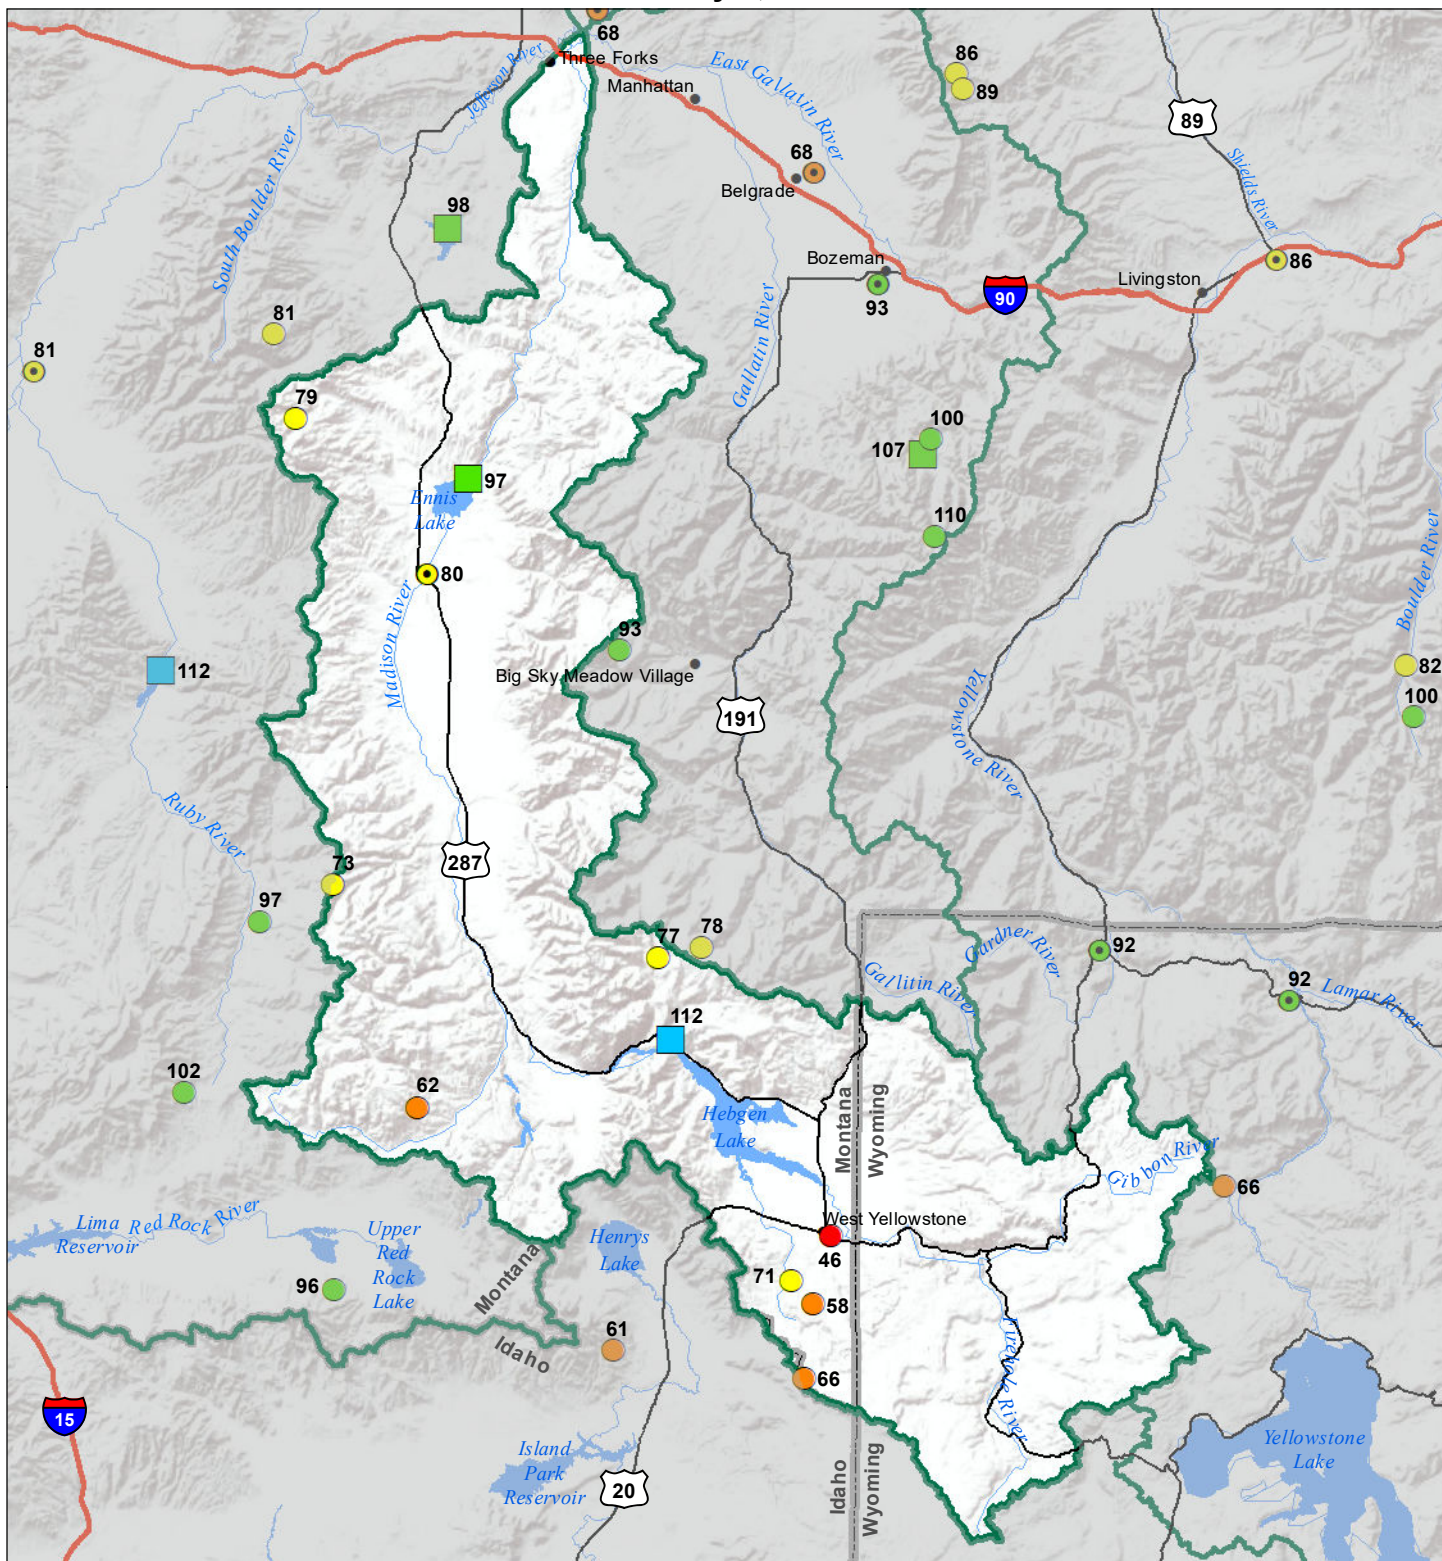 68
Three Forks
Jefferson River
Manhattan
East Gallatin River
86
89
89
South Boulder River
68
Belgrade
Shields River
98
Bozeman
93
90
Livingston
86
81
81
Gallatin River
79
100
107
97
Ennis
Lake
110
80
Madison River
Boulder River
93
Big Sky Meadow Village
112
82
100
191
Yellowstone River
Ruby River
287
73
97
77
78
Gallitin River
Gardner River
92
92
Lamar River
112
102
62
Hebgen
Lake
Montana
Wyoming
Gibbon River
66
Lima
Reservoir
Red Rock River
Upper
Red
Rock
Lake
Henrys
Lake
West Yellowstone
46
96
Montana
Idaho
71
58
61
66
Firehole River
15
Island
Park
Reservoir
20
Idaho
Wyoming
Yellowstone
Lake